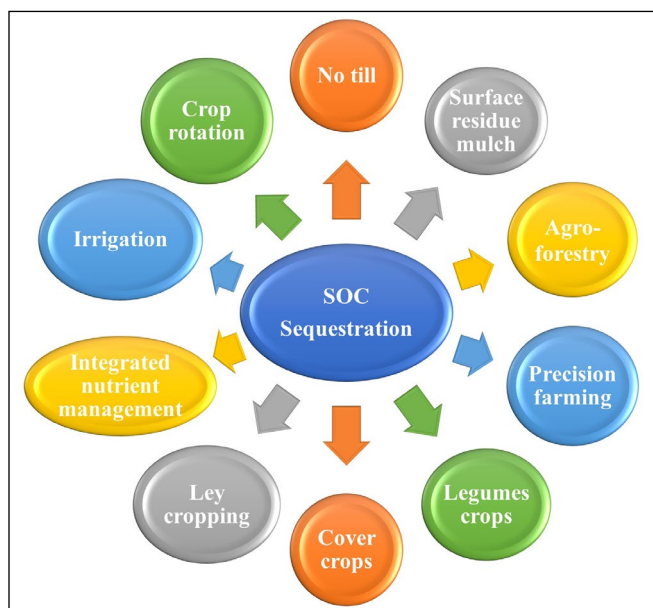 No till
Surface
residue
mulch
Agro-
forestry
Precision
farming
Legumes
crops
Cover
crops
Ley
cropping
Integrated
nutrient
management
Irrigation
Crop
rotation
SOC
Sequestration